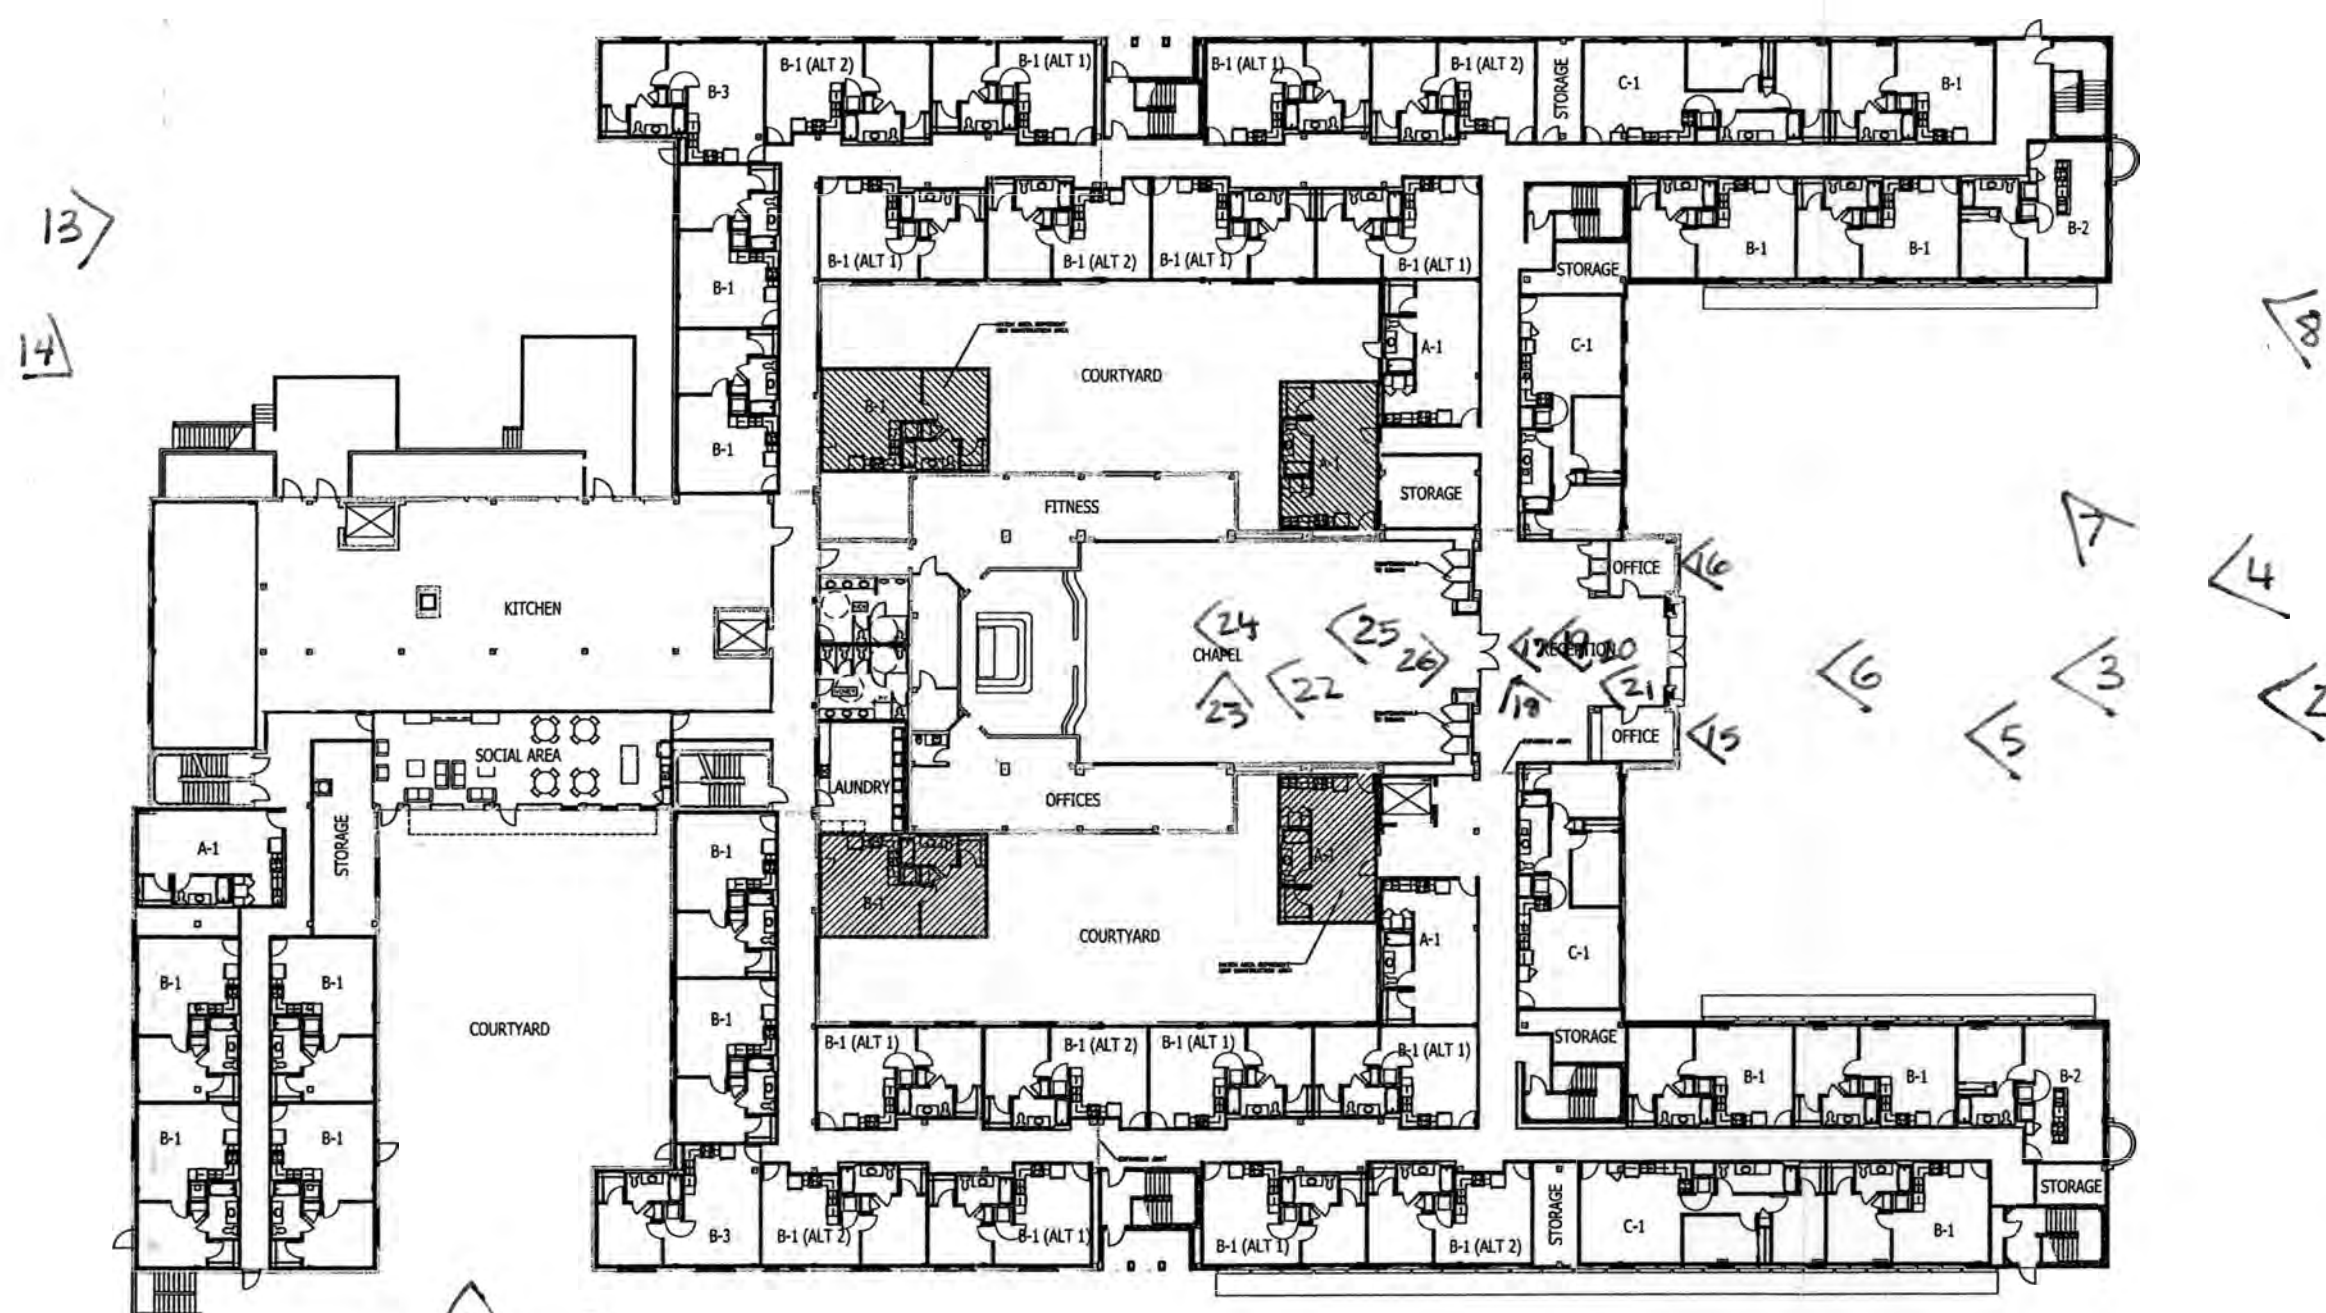 B-3
B-1 (ALT 2)
B-1 (ALT 1)
B-1 (ALT 1)
B-1 (ALT 2)
STORAGE
C-1
B-1
13
B-1
B-1 (ALT 1)
B-1 (ALT 2)
B-1 (ALT 1)
B-1 (ALT 1)
STORAGE
B-1
B-1
B-2
14
8
COURTYARD
A-1
C-1
B-1
B-1
A-1
STORAGE
FITNESS
7
KITCHEN
OFFICE
16
4
24
25
26
CHAPEL
17
19
20
RECEPTION
6
3
2
22
23
18
21
OFFICE
15
5
SOCIAL AREA
LAUNDRY
OFFICES
A-1
STORAGE
B-1
B-1
A-1
COURTYARD
A-1
C-1
B-1
B-1
COURTYARD
B-1
B-1 (ALT 1)
B-1 (ALT 2)
B-1 (ALT 1)
B-1 (ALT 1)
STORAGE
B-1
B-1
B-2
B-1
B-1
B-3
B-1 (ALT 2)
B-1 (ALT 1)
B-1 (ALT 1)
B-1 (ALT 2)
STORAGE
C-1
B-1
STORAGE